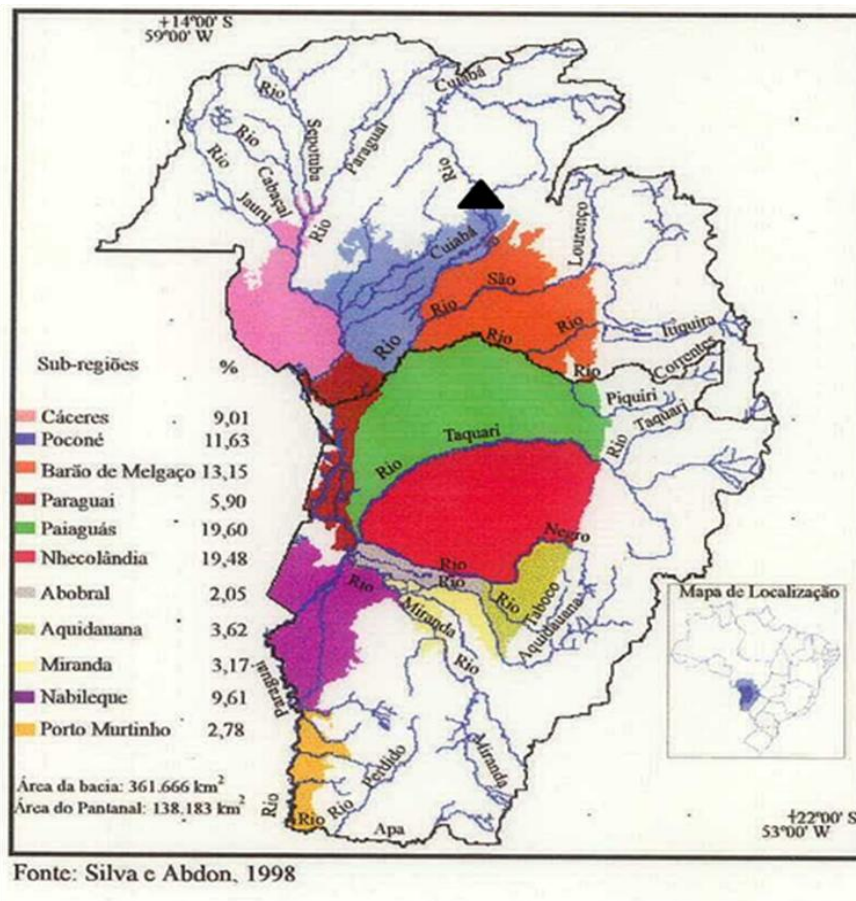 +14°00' S
59°00' W
Cuiabá
Rio
Sepotuba
Paraguai
Rio
Cabaçal
Rio
Jauru
Rio
Rio
Cuiabá
Lourenço
São
Rio
Rio
Itiquira
Rio
Rio
Correntes
Rio
Piquiri
Taquari
Rio
Taquari
Rio
Negro
Rio
Rio
Rio
Rio
Taboco
Aquidauana
Miranda
Rio
Paraguai
Miranda
Perdido
Rio
Rio
Rio
Apa
Sub-regiões %
Cáceres 9,01
Poconé 11,63
Barão de Melgaço 13,15
Paraguai 5,90
Paiaguás 19,60
Nhecolândia 19,48
Abobral 2,05
Aquidauana 3,62
Miranda 3,17
Nabileque 9,61
Porto Murtinho 2,78
Área da bacia: 361.666 km²
Área do Pantanal: 138.183 km²
Mapa de Localização
+22°00' S
53°00' W
Fonte: Silva e Abdon, 1998